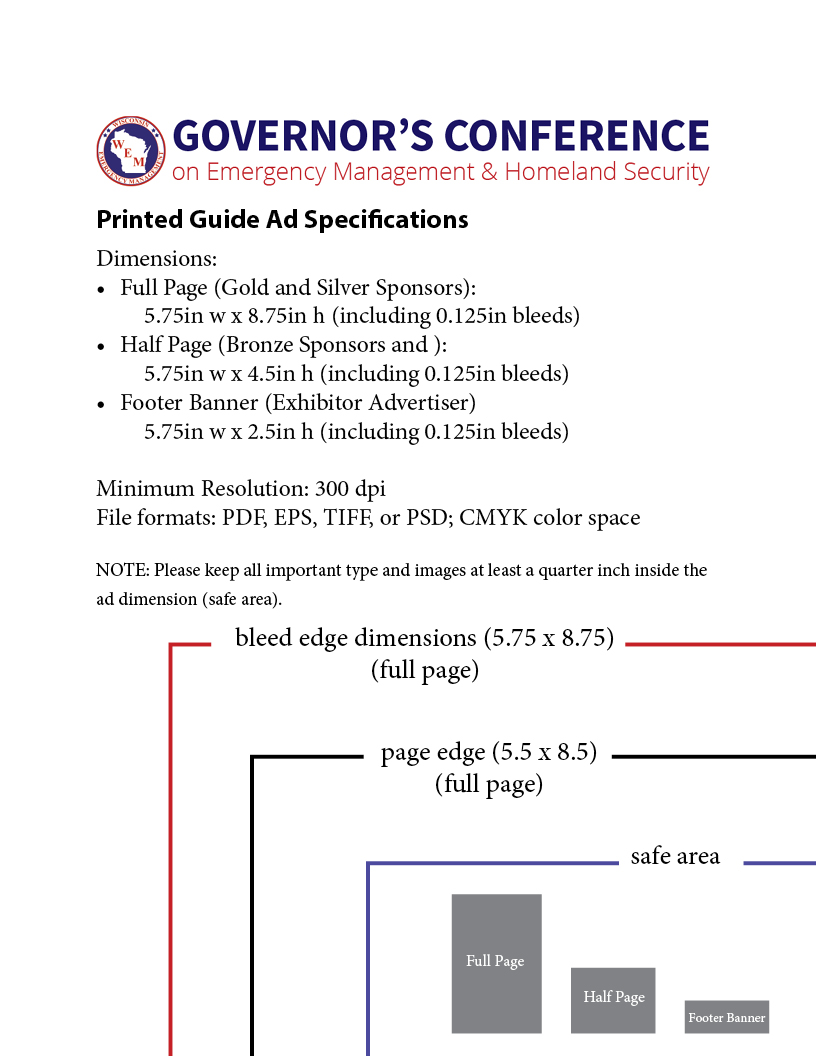 WISCONSIN
WEM
EMERGENCY MANAGEMENT
GOVERNOR’S CONFERENCE
on Emergency Management & Homeland Security
Printed Guide Ad Specifications
Dimensions:
• Full Page (Gold and Silver Sponsors):
5.75in w x 8.75in h (including 0.125in bleeds)
• Half Page (Bronze Sponsors and ):
5.75in w x 4.5in h (including 0.125in bleeds)
• Footer Banner (Exhibitor Advertiser)
5.75in w x 2.5in h (including 0.125in bleeds)
Minimum Resolution: 300 dpi
File formats: PDF, EPS, TIFF, or PSD; CMYK color space
NOTE: Please keep all important type and images at least a quarter inch inside the
ad dimension (safe area).
bleed edge dimensions (5.75 x 8.75)
(full page)
page edge (5.5 x 8.5)
(full page)
safe area
Full Page
Half Page
Footer Banner